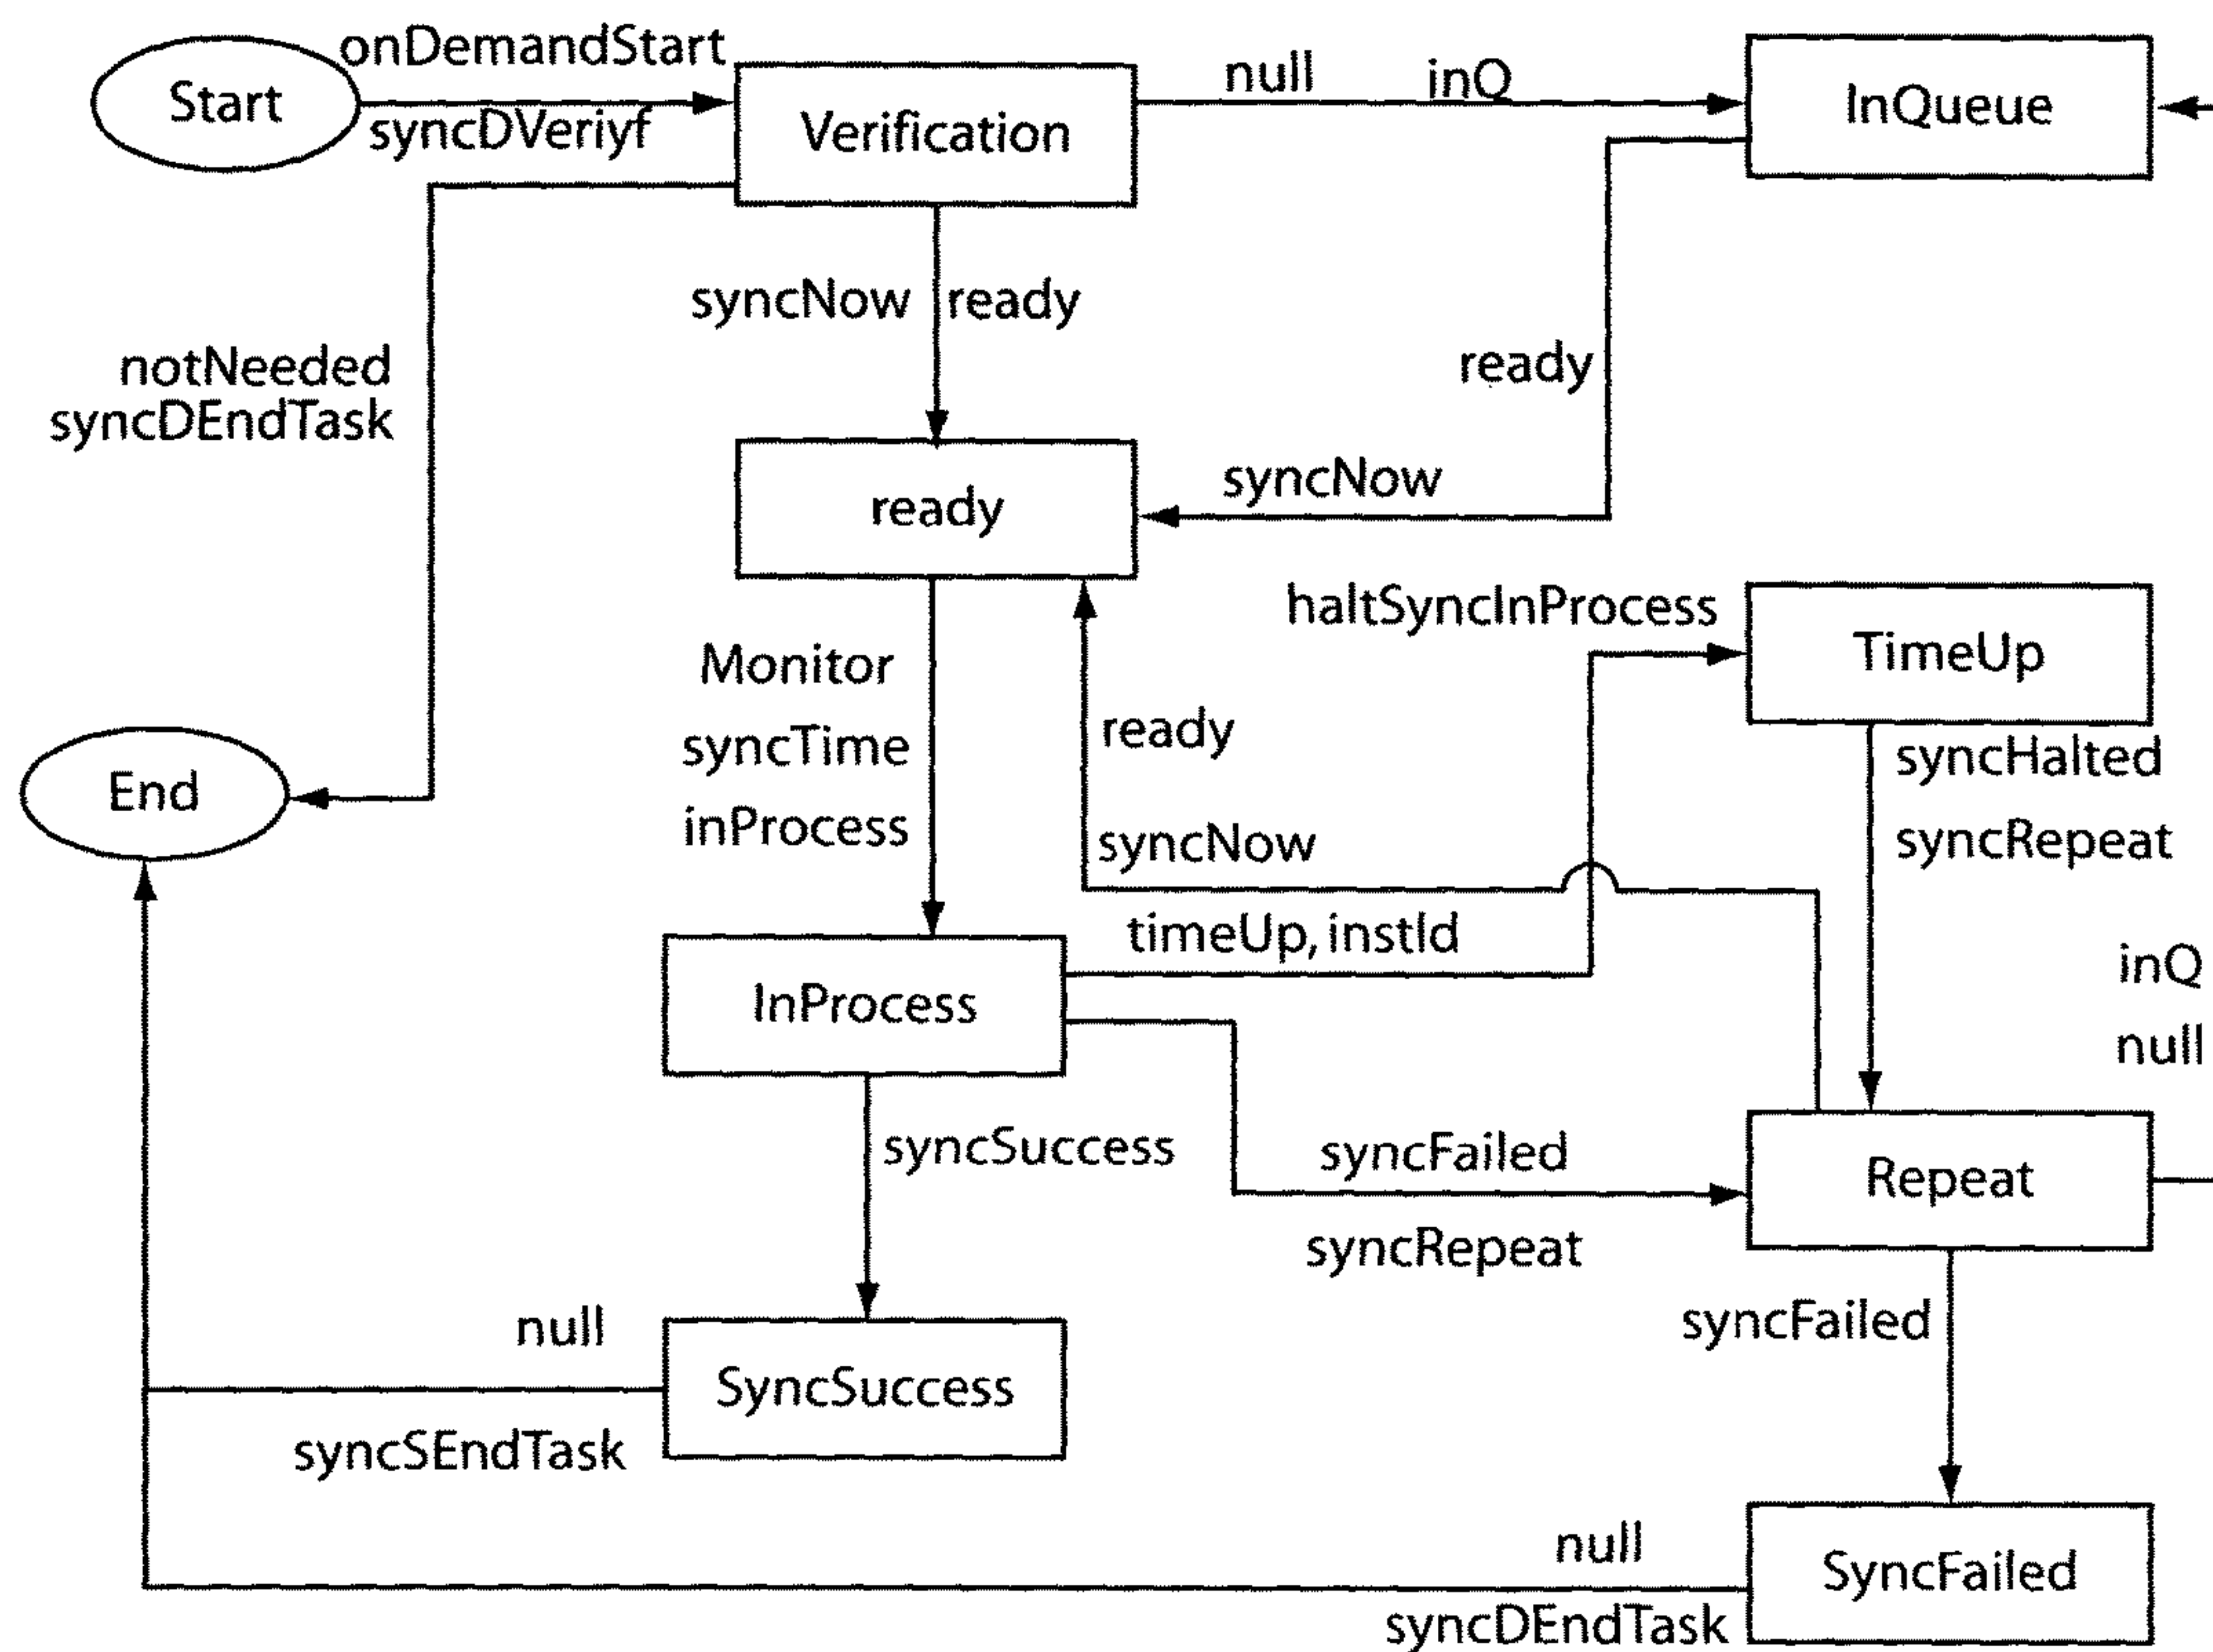 onDemandStart
Start
syncDVeriyf
Verification
null
inQ
InQueue
syncNow
ready
notNeeded
syncDEndTask
ready
ready
syncNow
haltSyncInProcess
TimeUp
Monitor
syncTime
inProcess
ready
syncHalted
End
syncNow
syncRepeat
timeUp, instId
inQ
InProcess
null
syncSuccess
syncFailed
Repeat
syncRepeat
null
syncFailed
SyncSuccess
syncSEndTask
null
SyncFailed
syncDEndTask